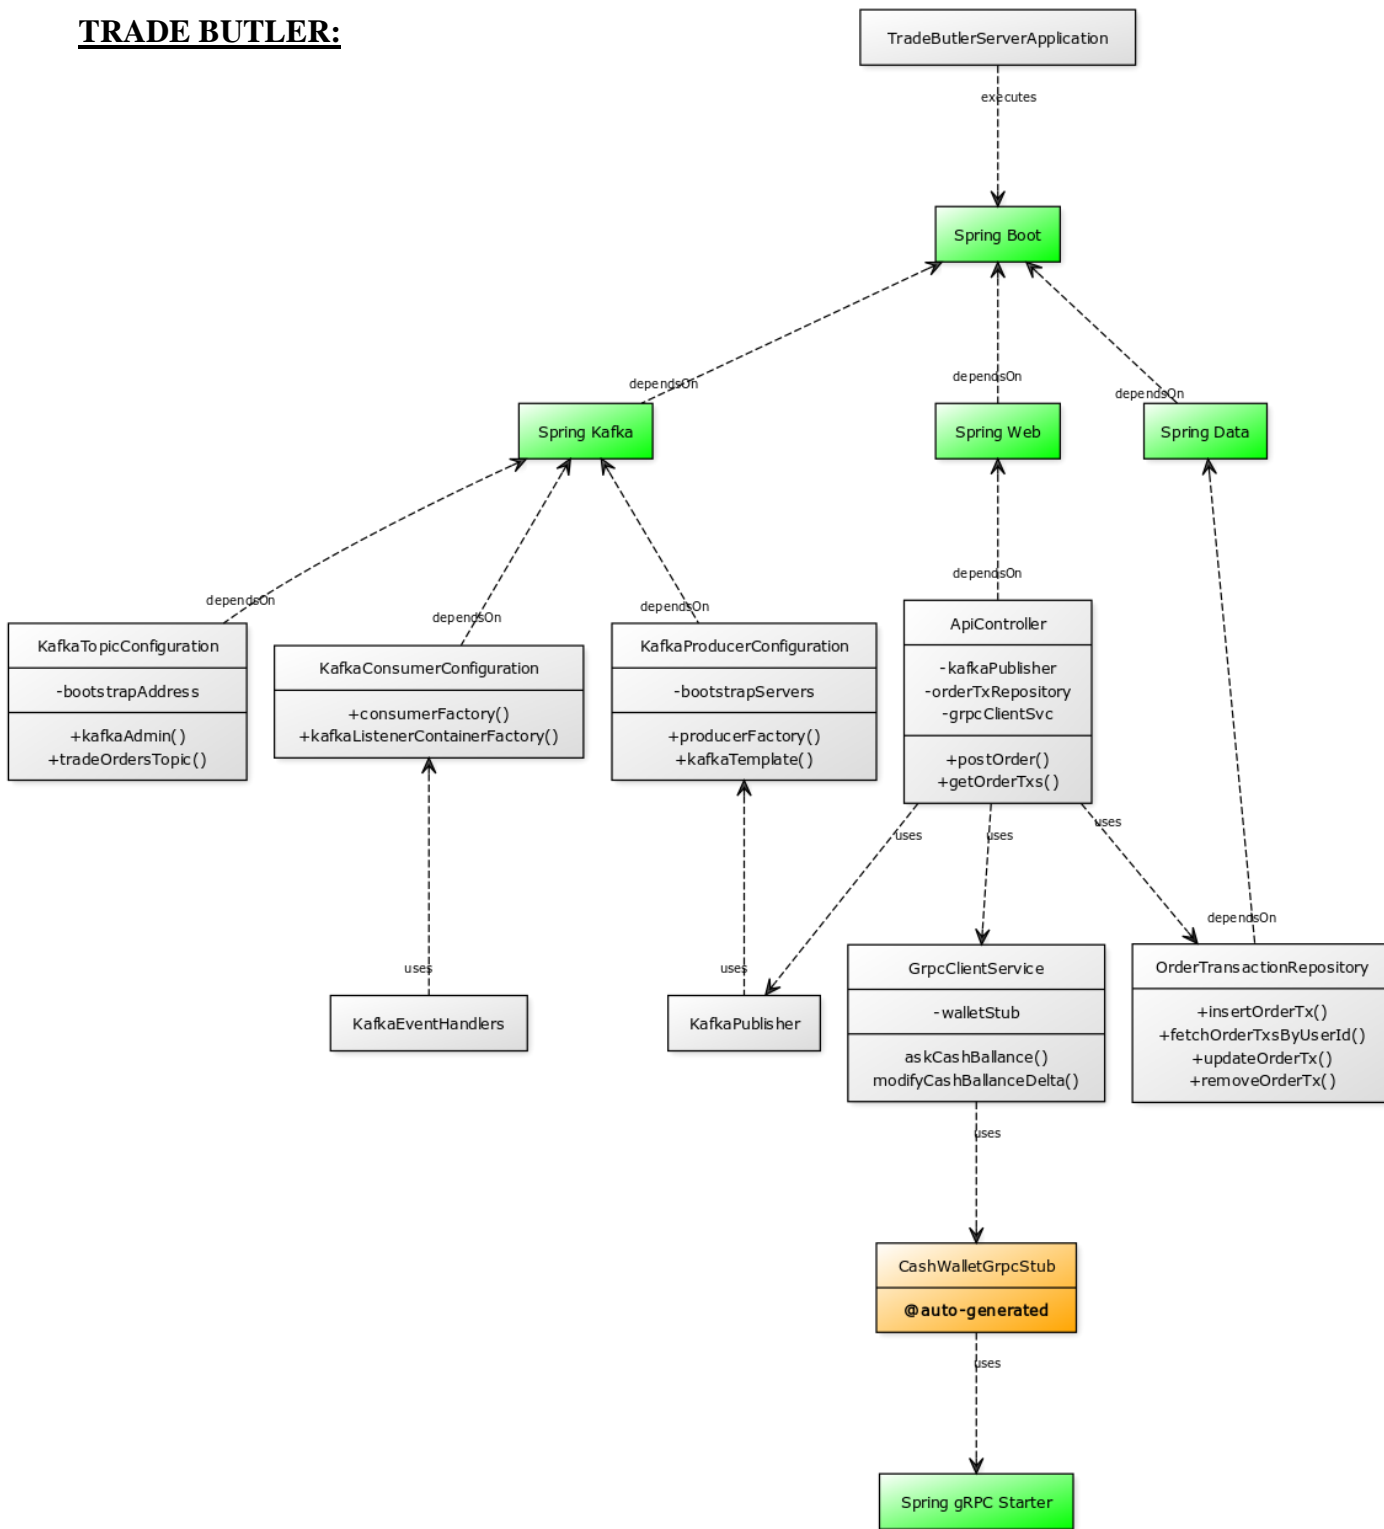 TRADE BUTLER:
TradeButlerServerApplication
executes
Spring Boot
dependsOn
dependsOn
dependsOn
Spring Kafka
Spring Web
Spring Data
dependsOn
dependsOn
dependsOn
dependsOn
KafkaTopicConfiguration
-bootstrapAddress
+kafkaAdmin()
+tradeOrdersTopic()
KafkaConsumerConfiguration
+consumerFactory()
+kafkaListenerContainerFactory()
KafkaProducerConfiguration
-bootstrapServers
+producerFactory()
+kafkaTemplate()
ApiController
-kafkaPublisher
-orderTxRepository
-grpcClientSvc
+postOrder()
+getOrderTxs()
uses
uses
uses
dependsOn
uses
uses
KafkaEventHandlers
KafkaPublisher
GrpcClientService
-walletStub
askCashBallance()
modifyCashBallanceDelta()
OrderTransactionRepository
+insertOrderTx()
+fetchOrderTxsByUserId()
+updateOrderTx()
+removeOrderTx()
uses
CashWalletGrpcStub
@auto-generated
uses
Spring gRPC Starter